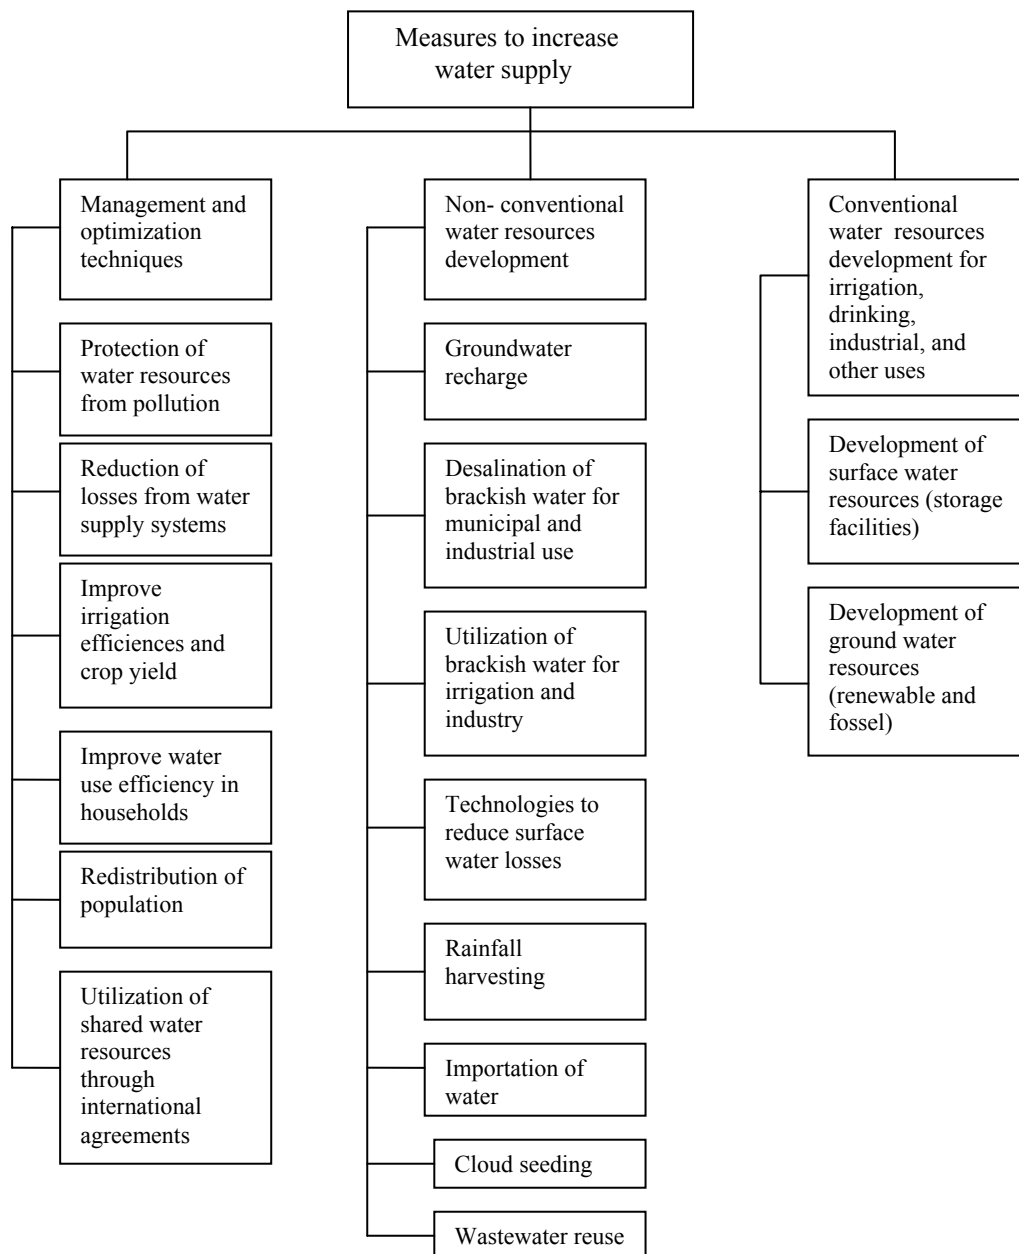 Measures to increase
water supply
Management and
optimization
techniques
Protection of
water resources
from pollution
Reduction of
losses from water
supply systems
Improve
irrigation
efficiences and
crop yield
Improve water
use efficiency in
households
Redistribution of
population
Utilization of
shared water
resources
through
international
agreements
Non- conventional
water resources
development
Groundwater
recharge
Desalination of
brackish water for
municipal and
industrial use
Utilization of
brackish water for
irrigation and
industry
Technologies to
reduce surface
water losses
Rainfall
harvesting
Importation of
water
Cloud seeding
Wastewater reuse
Conventional
water resources
development for
irrigation,
drinking,
industrial, and
other uses
Development of
surface water
resources (storage
facilities)
Development of
ground water
resources
(renewable and
fossel)